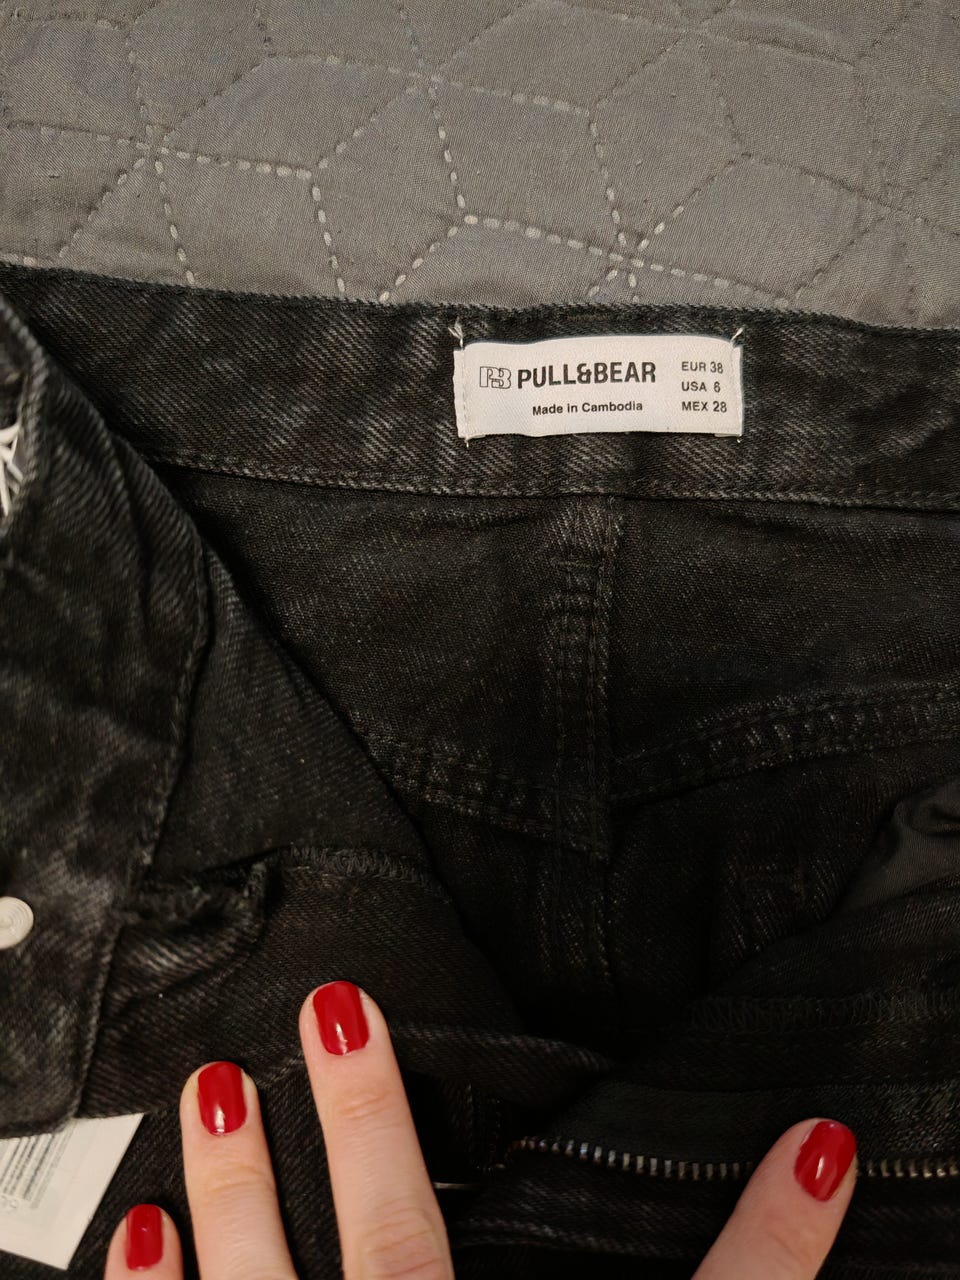 PB PULL&BEAR
Made in Cambodia
EUR 38
USA 6
MEX 28